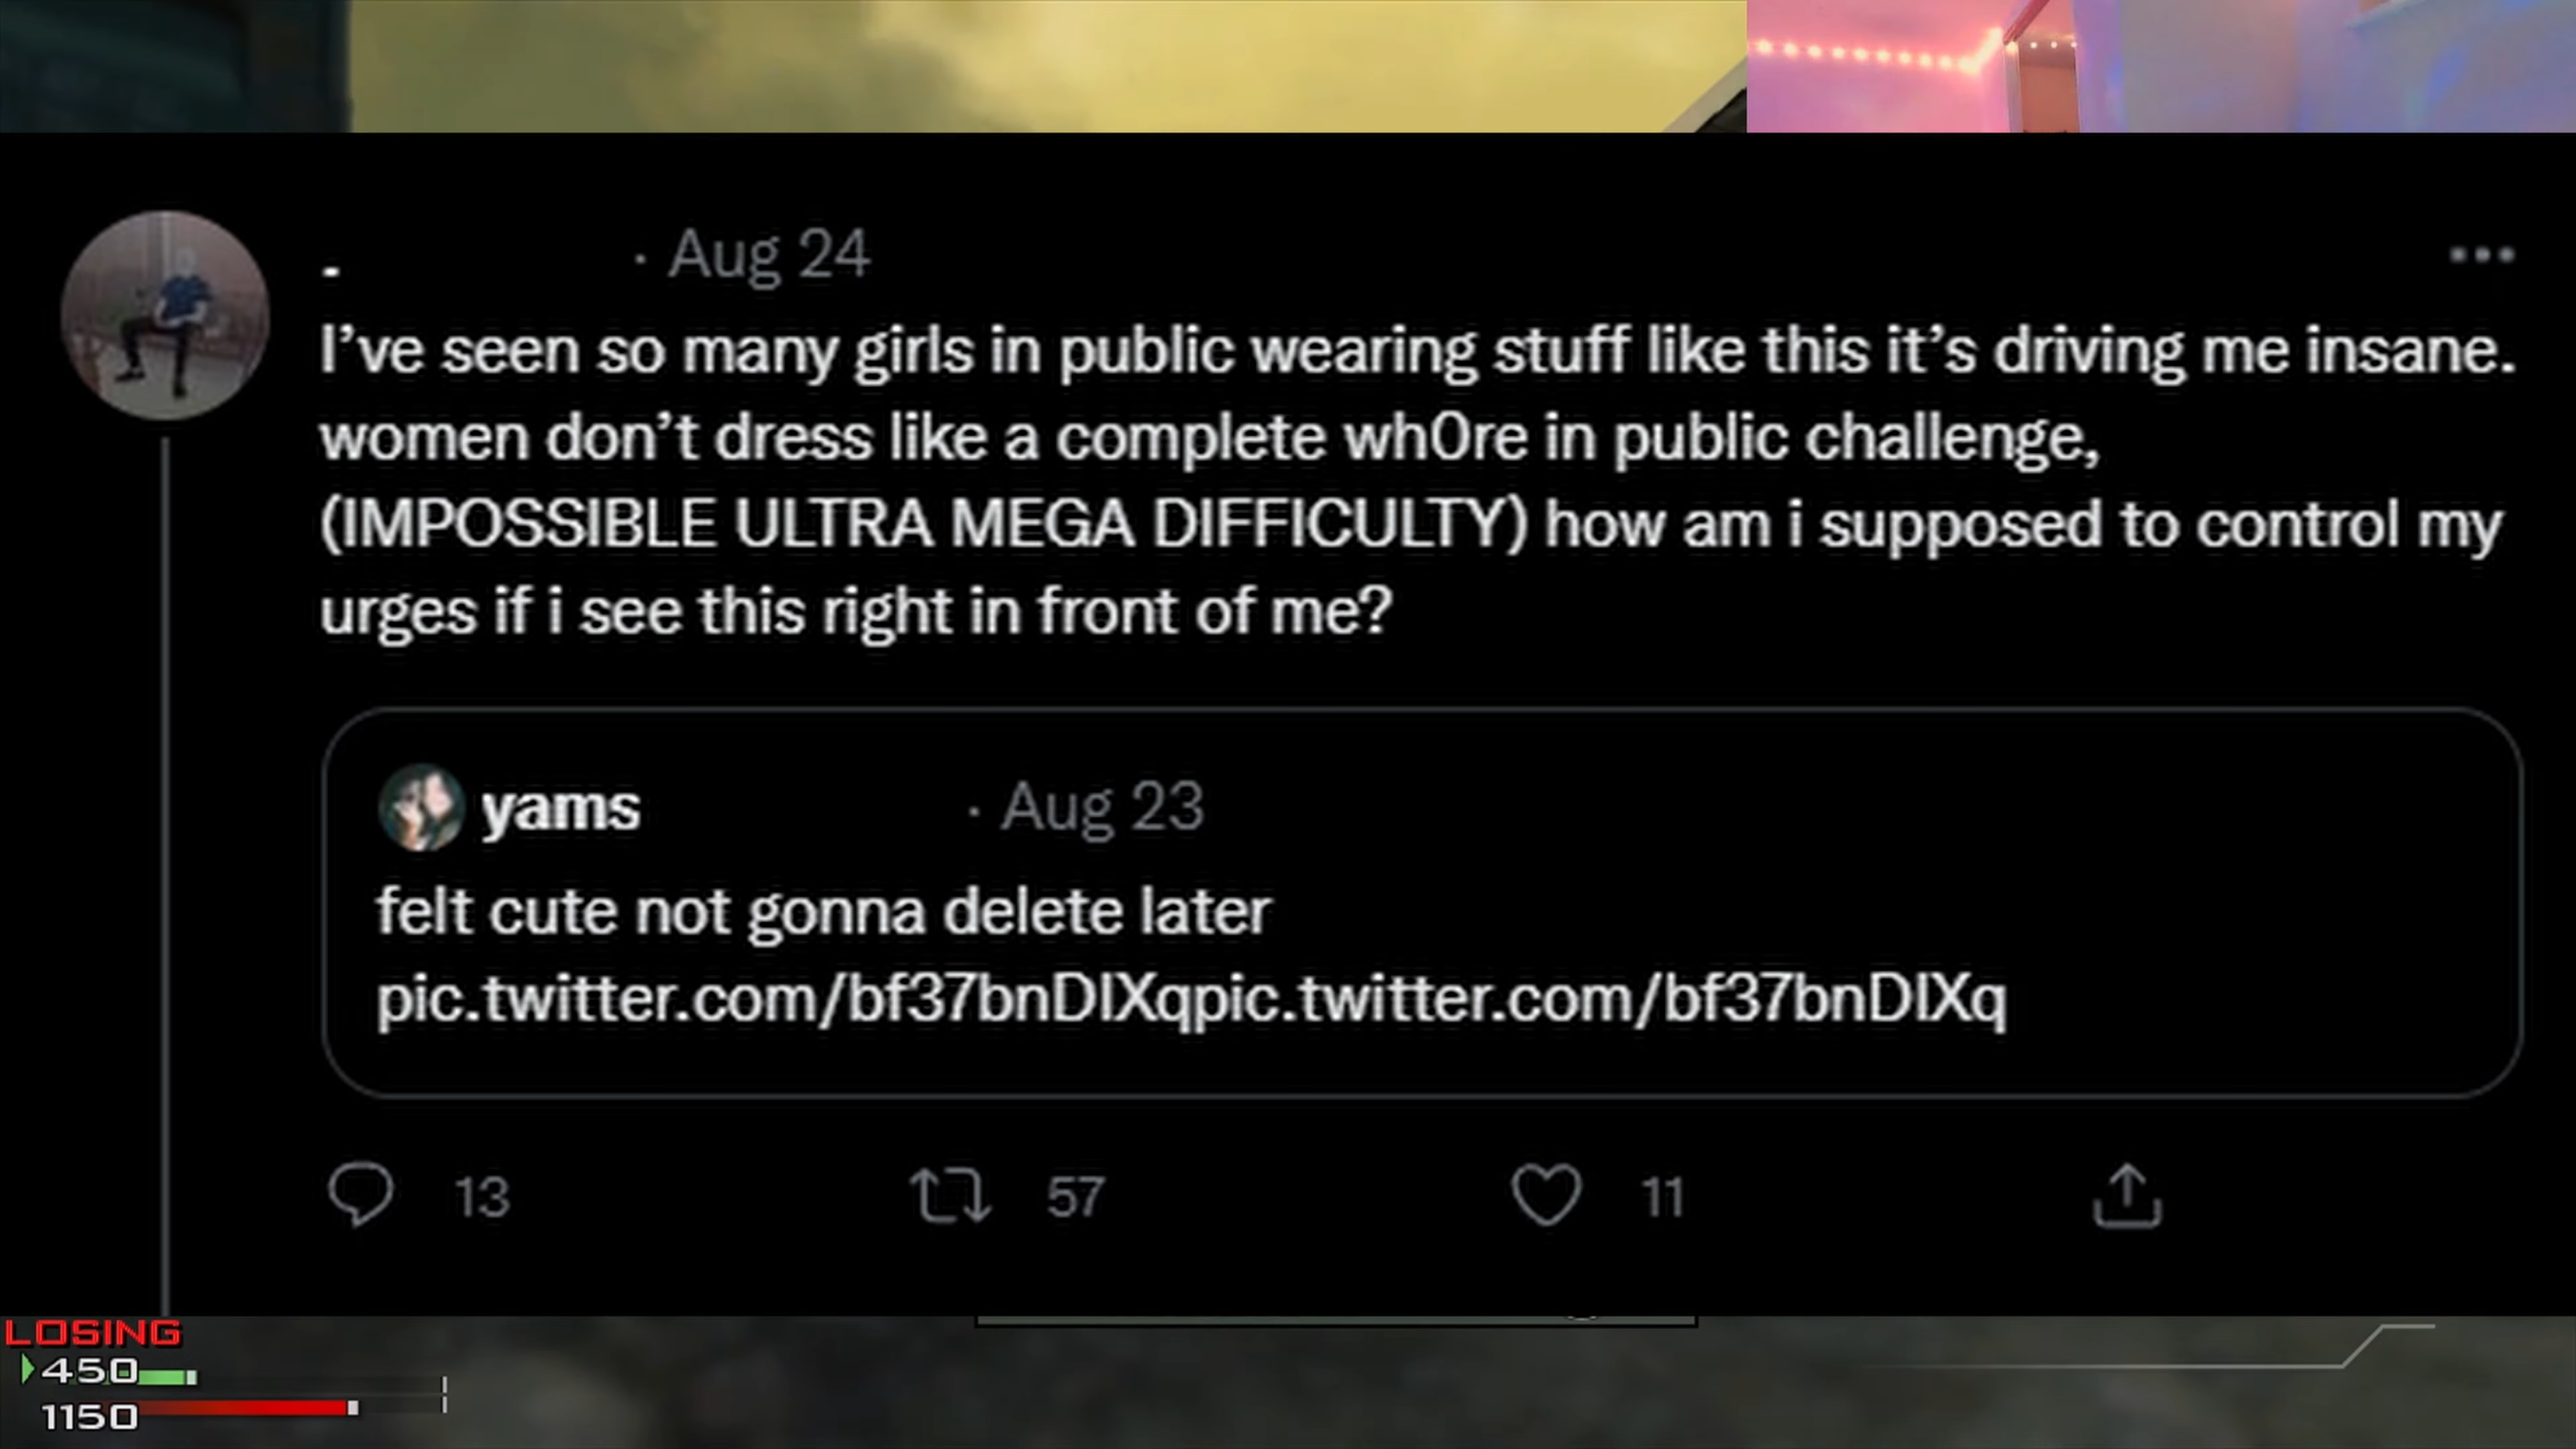 -
· Aug 24
I've seen so many girls in public wearing stuff like this it's driving me insane.
women don't dress like a complete wh0re in public challenge,
(IMPOSSIBLE ULTRA MEGA DIFFICULTY) how am i supposed to control my
urges if i see this right in front of me?
yams · Aug 23
felt cute not gonna delete later
pic.twitter.com/bf37bnDlXqpic.twitter.com/bf37bnDlXq
13 57 11
LOSING
450
1150